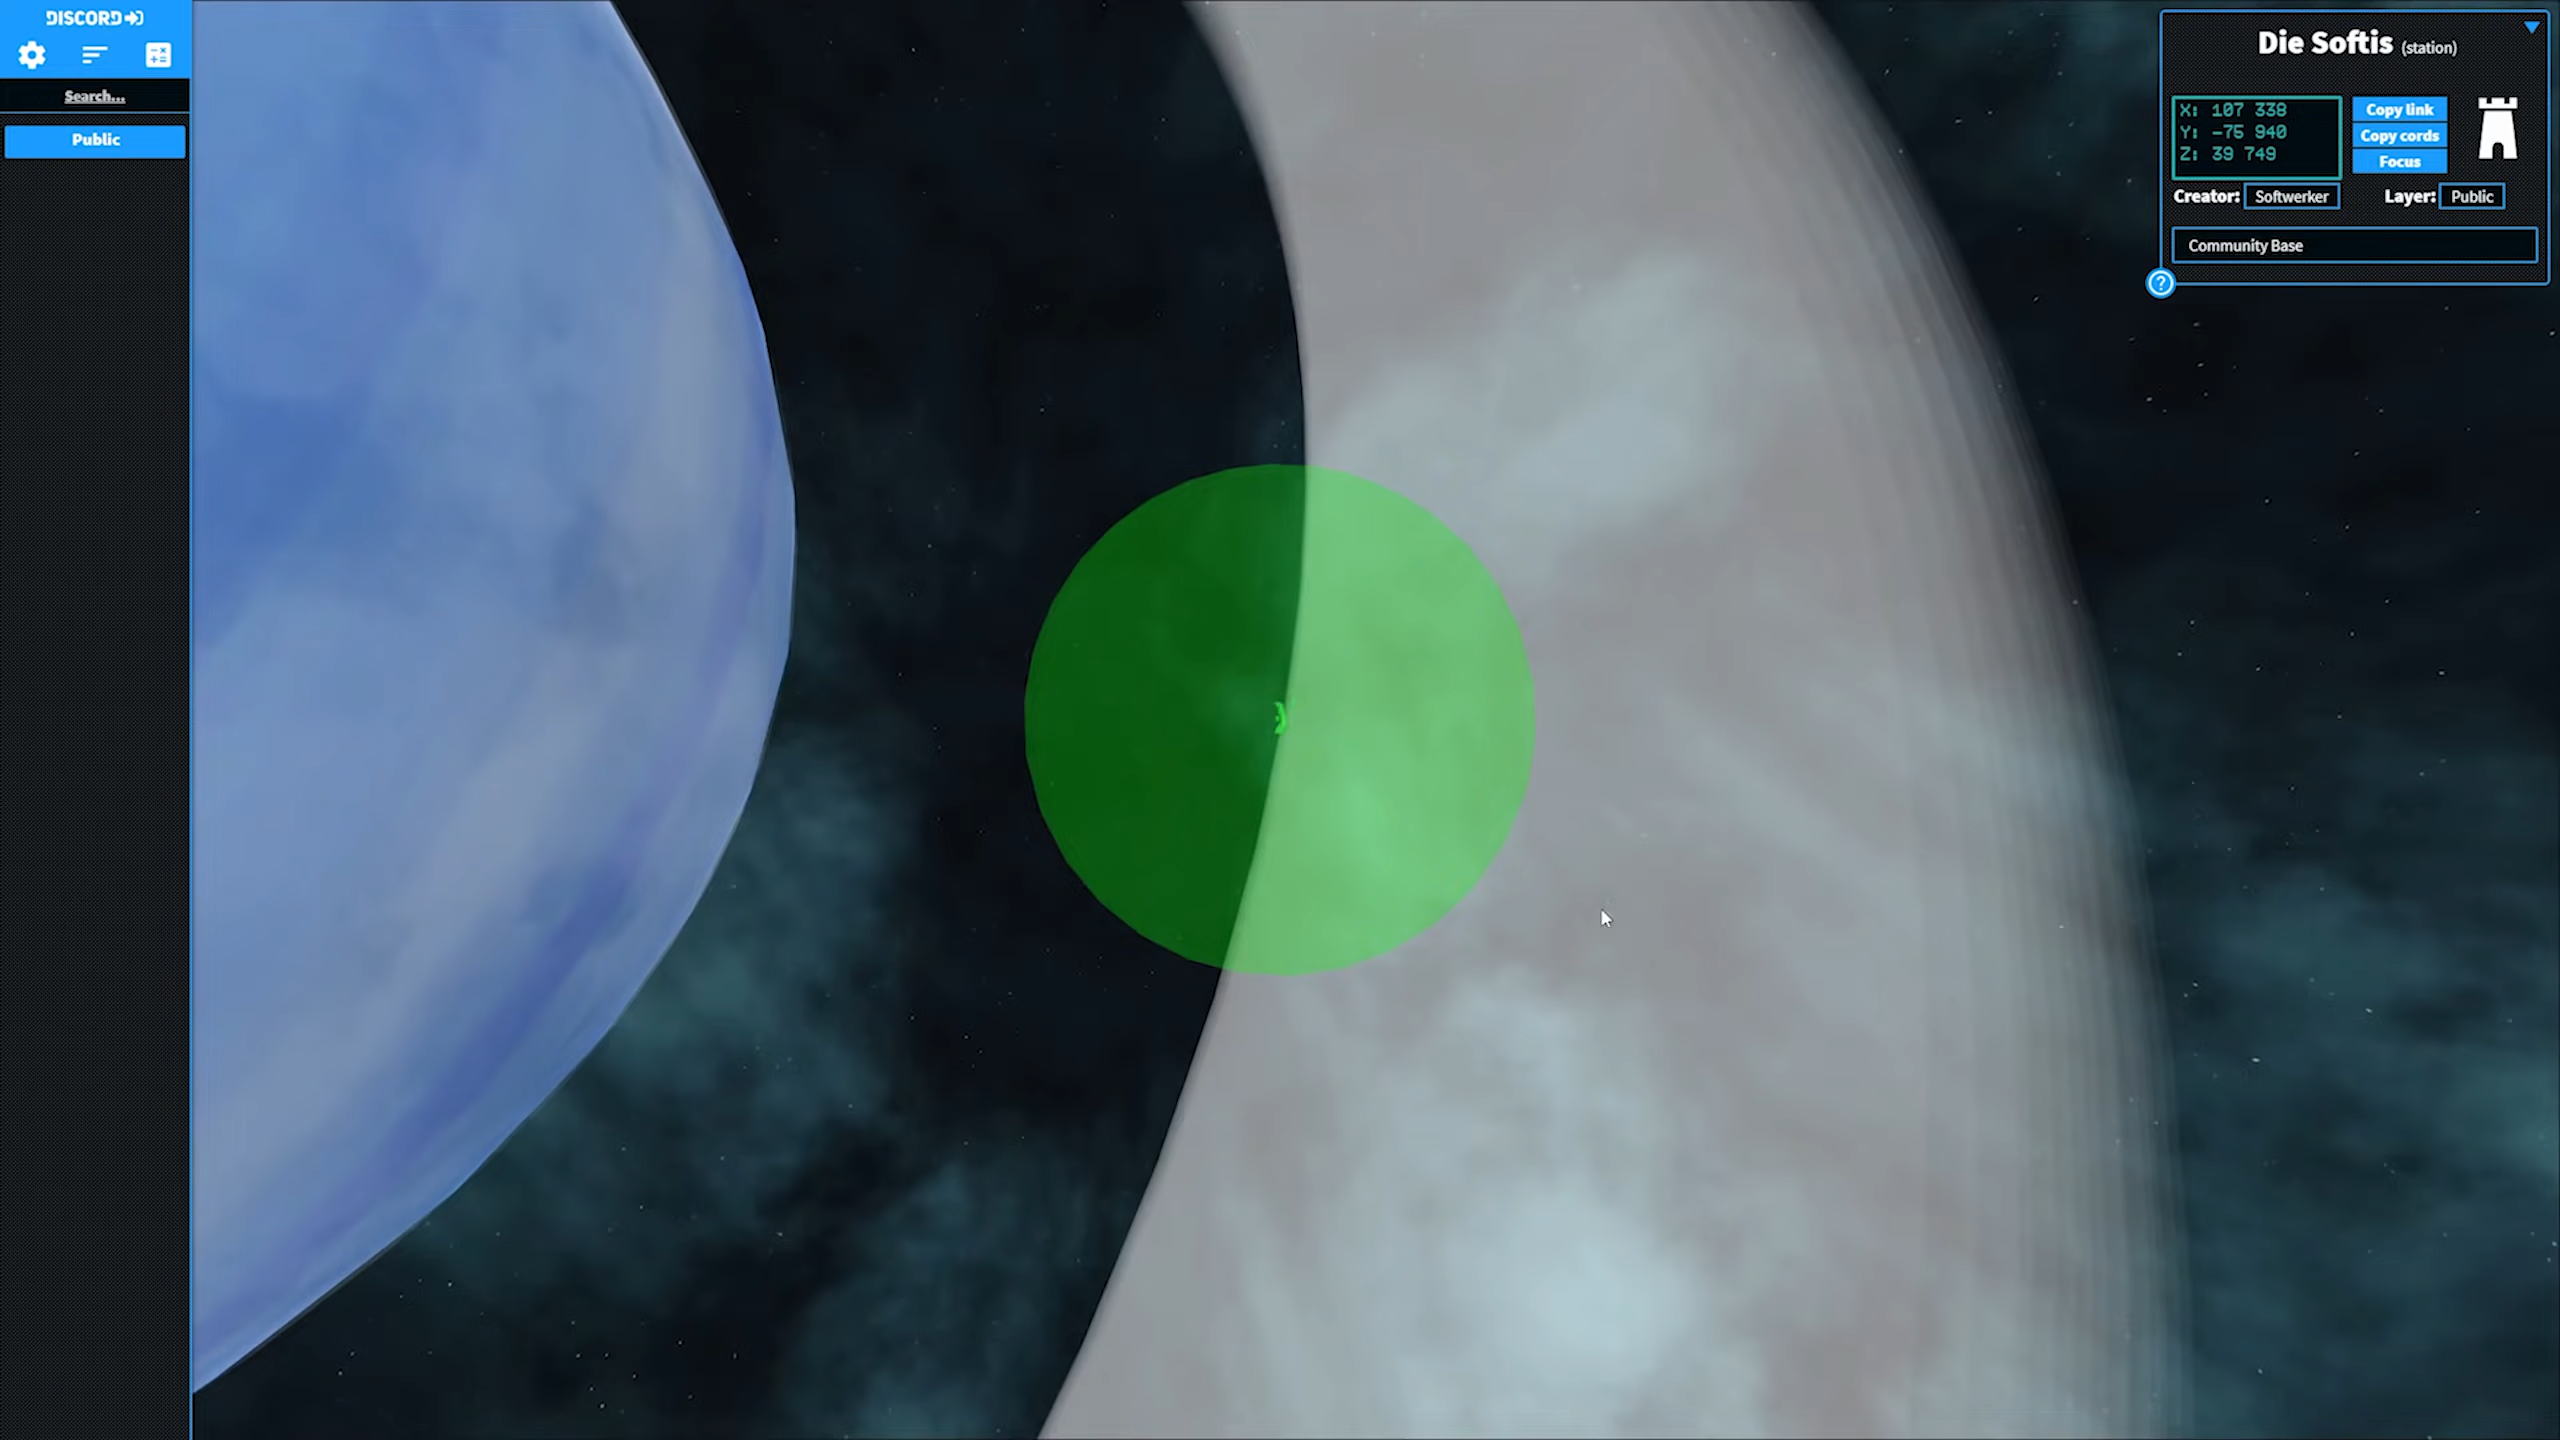 DISCORD
Search...
Public
Die Softis (station)
X: 107 338
Y: -75 940
Z: 39 749
Copy link
Copy cords
Focus
Creator: Softwerker
Layer: Public
Community Base
?